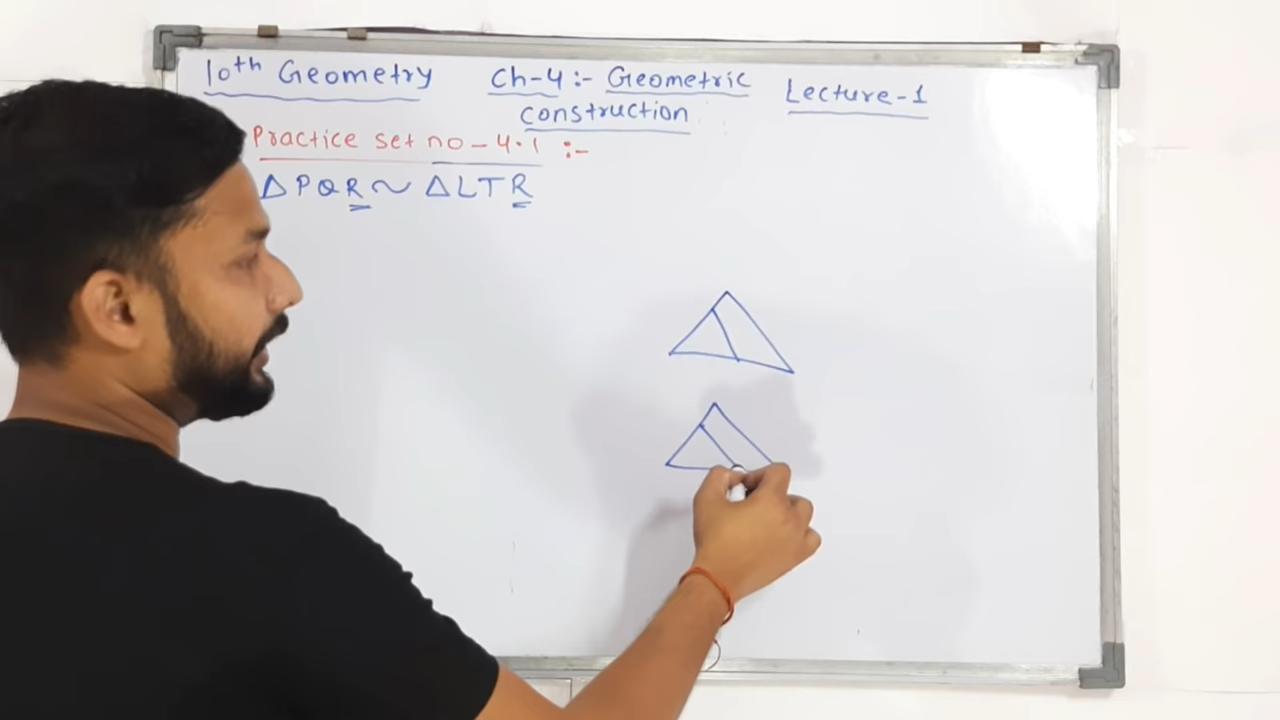 10th Geometry Ch-4:- Geometric Lecture-1
construction
Practice set no-4.1 :-
ΔPQR ~ ΔLTR